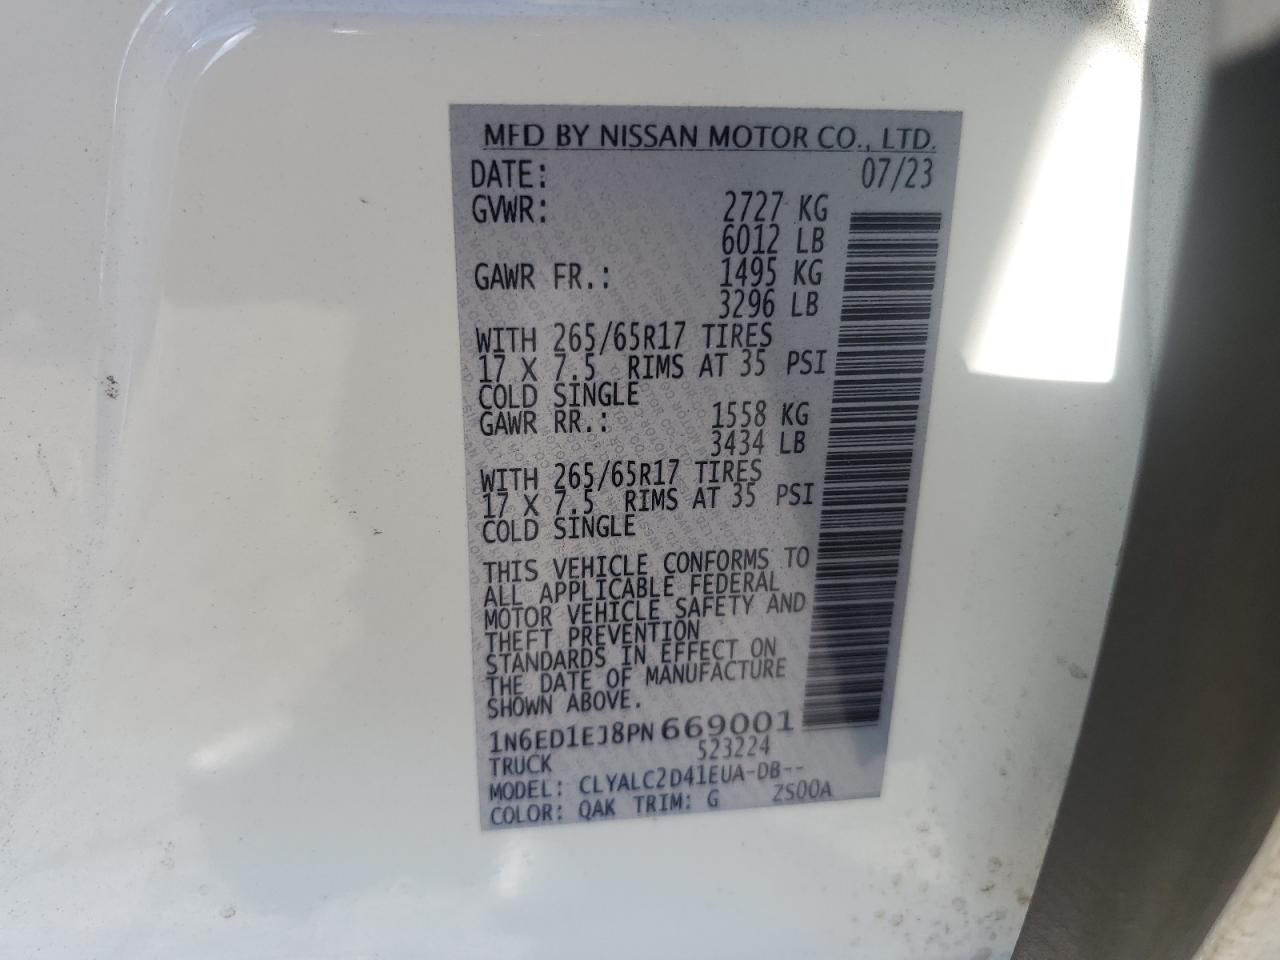 MFD BY NISSAN MOTOR CO., LTD.
DATE: 07/23
GVWR: 2727 KG
6012 LB
GAWR FR.: 1495 KG
3296 LB
WITH 265/65R17 TIRES
17 X 7.5 RIMS AT 35 PSI
COLD SINGLE
GAWR RR.: 1558 KG
3434 LB
WITH 265/65R17 TIRES
17 X 7.5 RIMS AT 35 PSI
COLD SINGLE
THIS VEHICLE CONFORMS TO
ALL APPLICABLE FEDERAL
MOTOR VEHICLE SAFETY AND
THEFT PREVENTION
STANDARDS IN EFFECT ON
THE DATE OF MANUFACTURE
SHOWN ABOVE.
1N6ED1EJ8PN669001
TRUCK 523224
MODEL: CLYALC2D41EUA-DB--
COLOR: QAK TRIM: G ZS00A